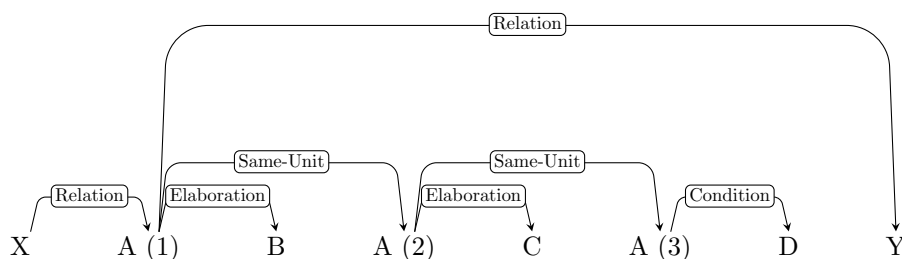 Relation
Same-Unit Same-Unit
Relation Elaboration Elaboration Condition
X A (1) B A (2) C A (3) D Y